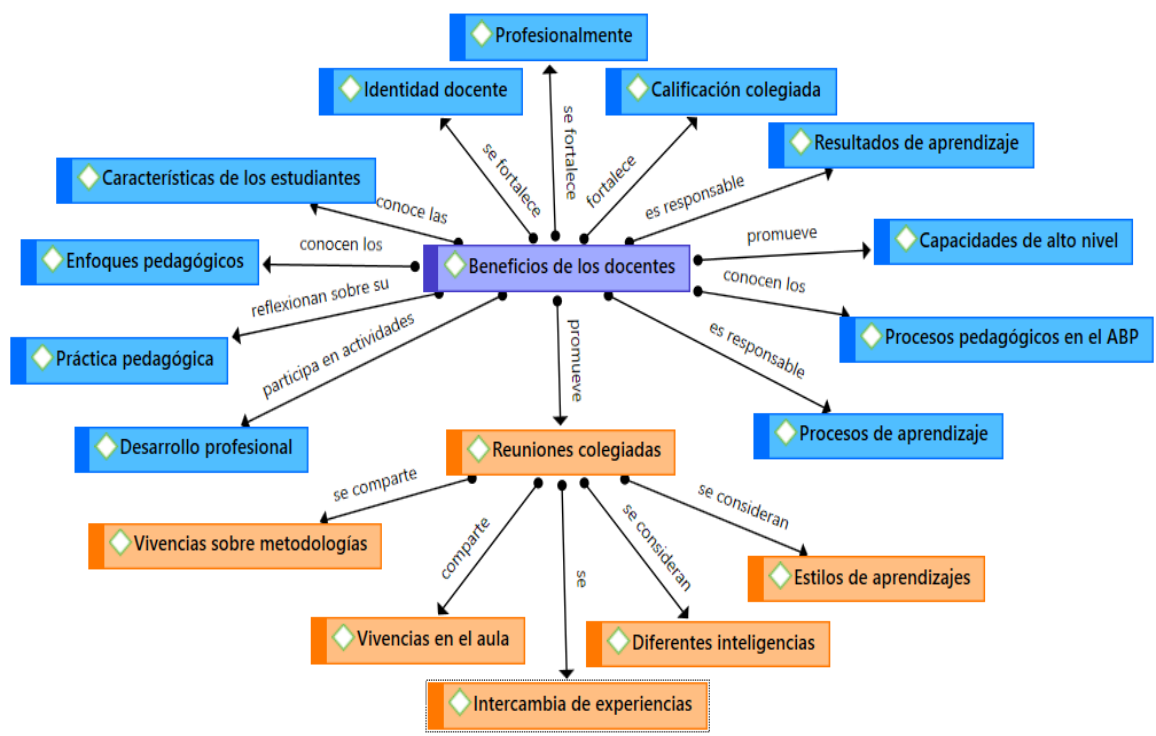 Profesionalmente
Identidad docente
Calificación colegiada
se fortalece
se fortalece
fortalece
Resultados de aprendizaje
Características de los estudiantes
conoce las
es responsable
Enfoques pedagógicos
conocen los
Beneficios de los docentes
promueve
Capacidades de alto nivel
reflexionan sobre su
conocen los
Práctica pedagógica
participa en actividades
promueve
es responsable
Procesos pedagógicos en el ABP
Desarrollo profesional
Reuniones colegiadas
Procesos de aprendizaje
se comparte
comparte
se
se consideran
se consideran
Vivencias sobre metodologías
Estilos de aprendizajes
Vivencias en el aula
Diferentes inteligencias
Intercambia de experiencias